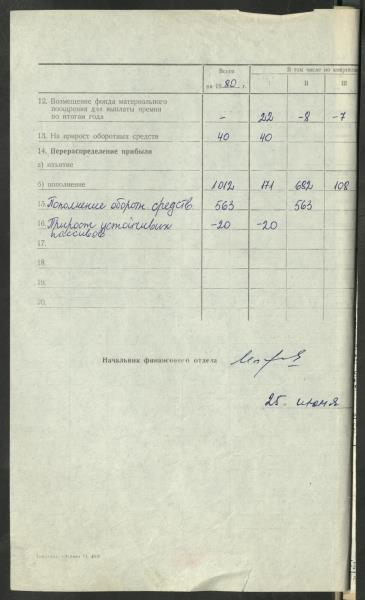 Всего
В том числе по
на 1980 г.
I
II
III
12. Возмещение фонда материального
поощрения для выплаты премии
по итогам года
- 22 -8 -7
13. На прирост оборотных средств 40 40
14. Перераспределение прибыли
а) изъятие
б) пополнение 1012 171 682 108
15. Пополнение оборотн. средств 563 563
16. Прирост устойчивых
пассивов
-20 -20
17.
18.
19.
20.
Начальник финансового отдела
25 июня